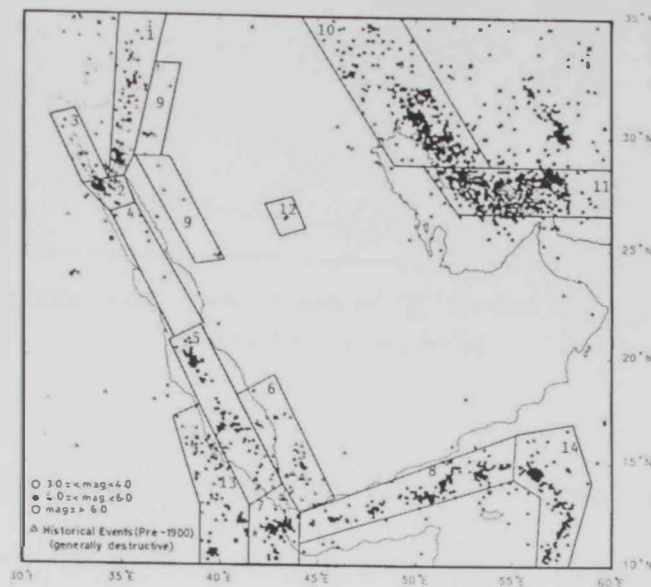 35°N
1
10
9
3
30°N
2
11
4
12
9
25°N
5
20°N
6
14
8
15°N
13
○ 3.0=<mag<4.0
● 4.0=<mag<6.0
○ mag=> 6.0
△ Historical Events(Pre-1900)
(generally destructive)
7
10°N
30°E 35°E 40°E 45°E 50°E 55°E 60°E